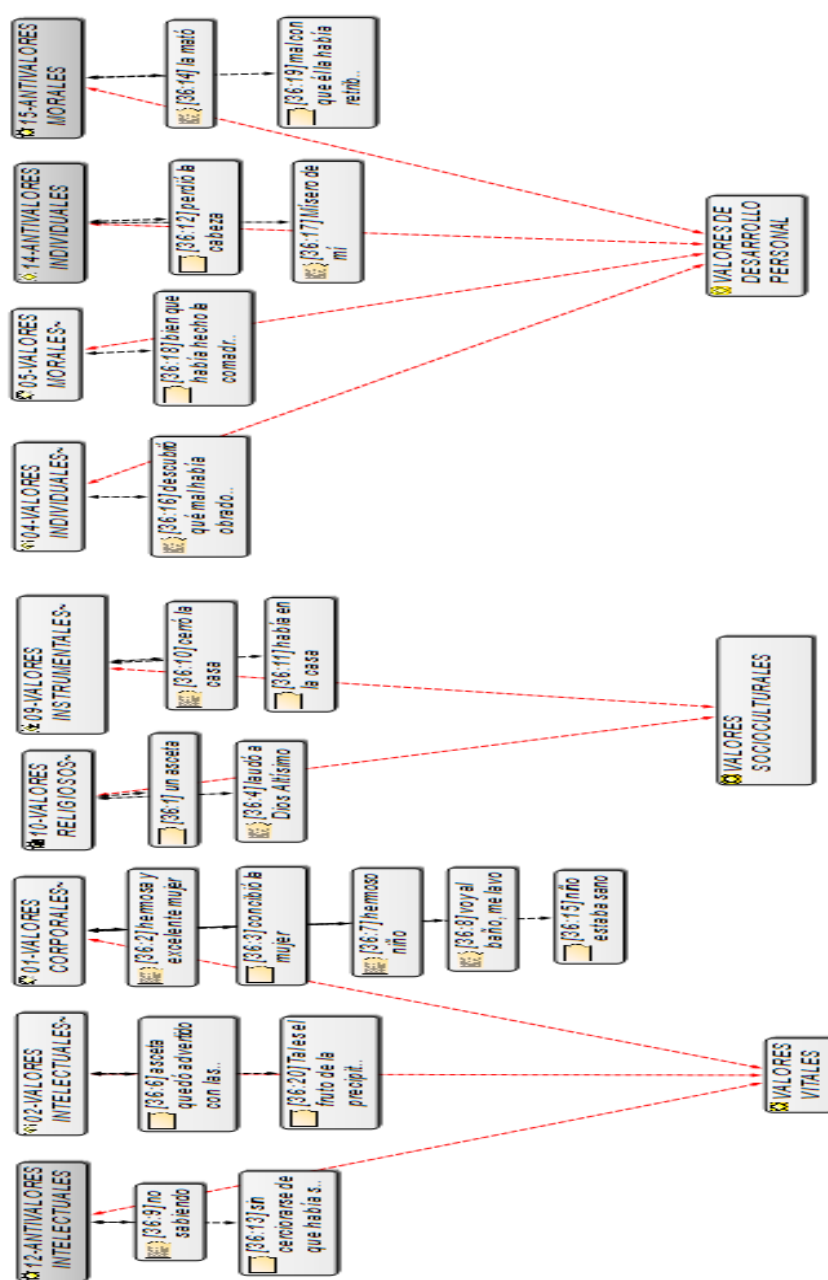 15-ANTIVALORES
MORALES
[36:14] la mató
[36:19] mal con
que él la había
retrib..
14-ANTIVALORES
INDIVIDUALES
[36:12] perdió la
cabeza
[36:17] Mísero de
mí
05-VALORES
MORALES~
[36:18] bien que
había hecho la
comadr..
04-VALORES
INDIVIDUALES~
[36:16] descubrió
qué mal había
obrado..
VALORES DE
DESARROLLO
PERSONAL
09-VALORES
INSTRUMENTALES~
[36:10] cerró la
casa
[36:11] había en
la casa
10-VALORES
RELIGIOSOS~
[36:1] un asceta
[36:4] laudó a
Dios Altísimo
VALORES
SOCIOCULTURALES
01-VALORES
CORPORALES~
[36:2] hermosa y
excelente mujer
[36:3] concibió la
mujer
[36:7] hermoso
niño
[36:8] voy al
baño, me lavo
[36:15] niño
estaba sano
02-VALORES
INTELECTUALES~
[36:6] asceta
quedó advertido
con las..
[36:20] Tal es el
fruto de la
precipit..
12-ANTIVALORES
INTELECTUALES
[36:9] no
sabiendo
[36:13] sin
cerciorarse de
que había s..
VALORES
VITALES